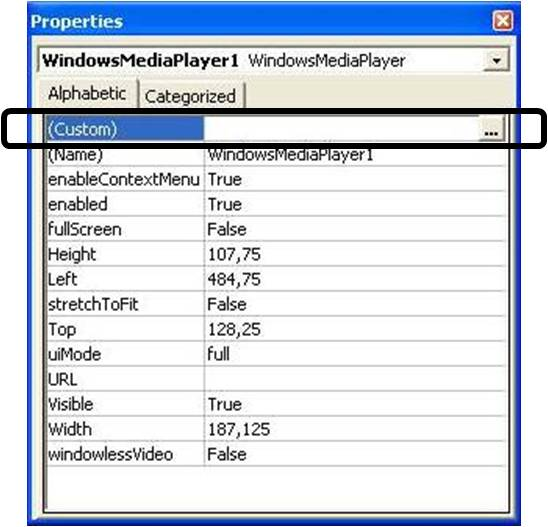 Properties
WindowsMediaPlayer1 WindowsMediaPlayer
Alphabetic Categorized
(Custom) ...
(Name) WindowsMediaPlayer1
enableContextMenu True
enabled True
fullScreen False
Height 107,75
Left 484,75
stretchToFit False
Top 128,25
uiMode full
URL
Visible True
Width 187,125
windowlessVideo False